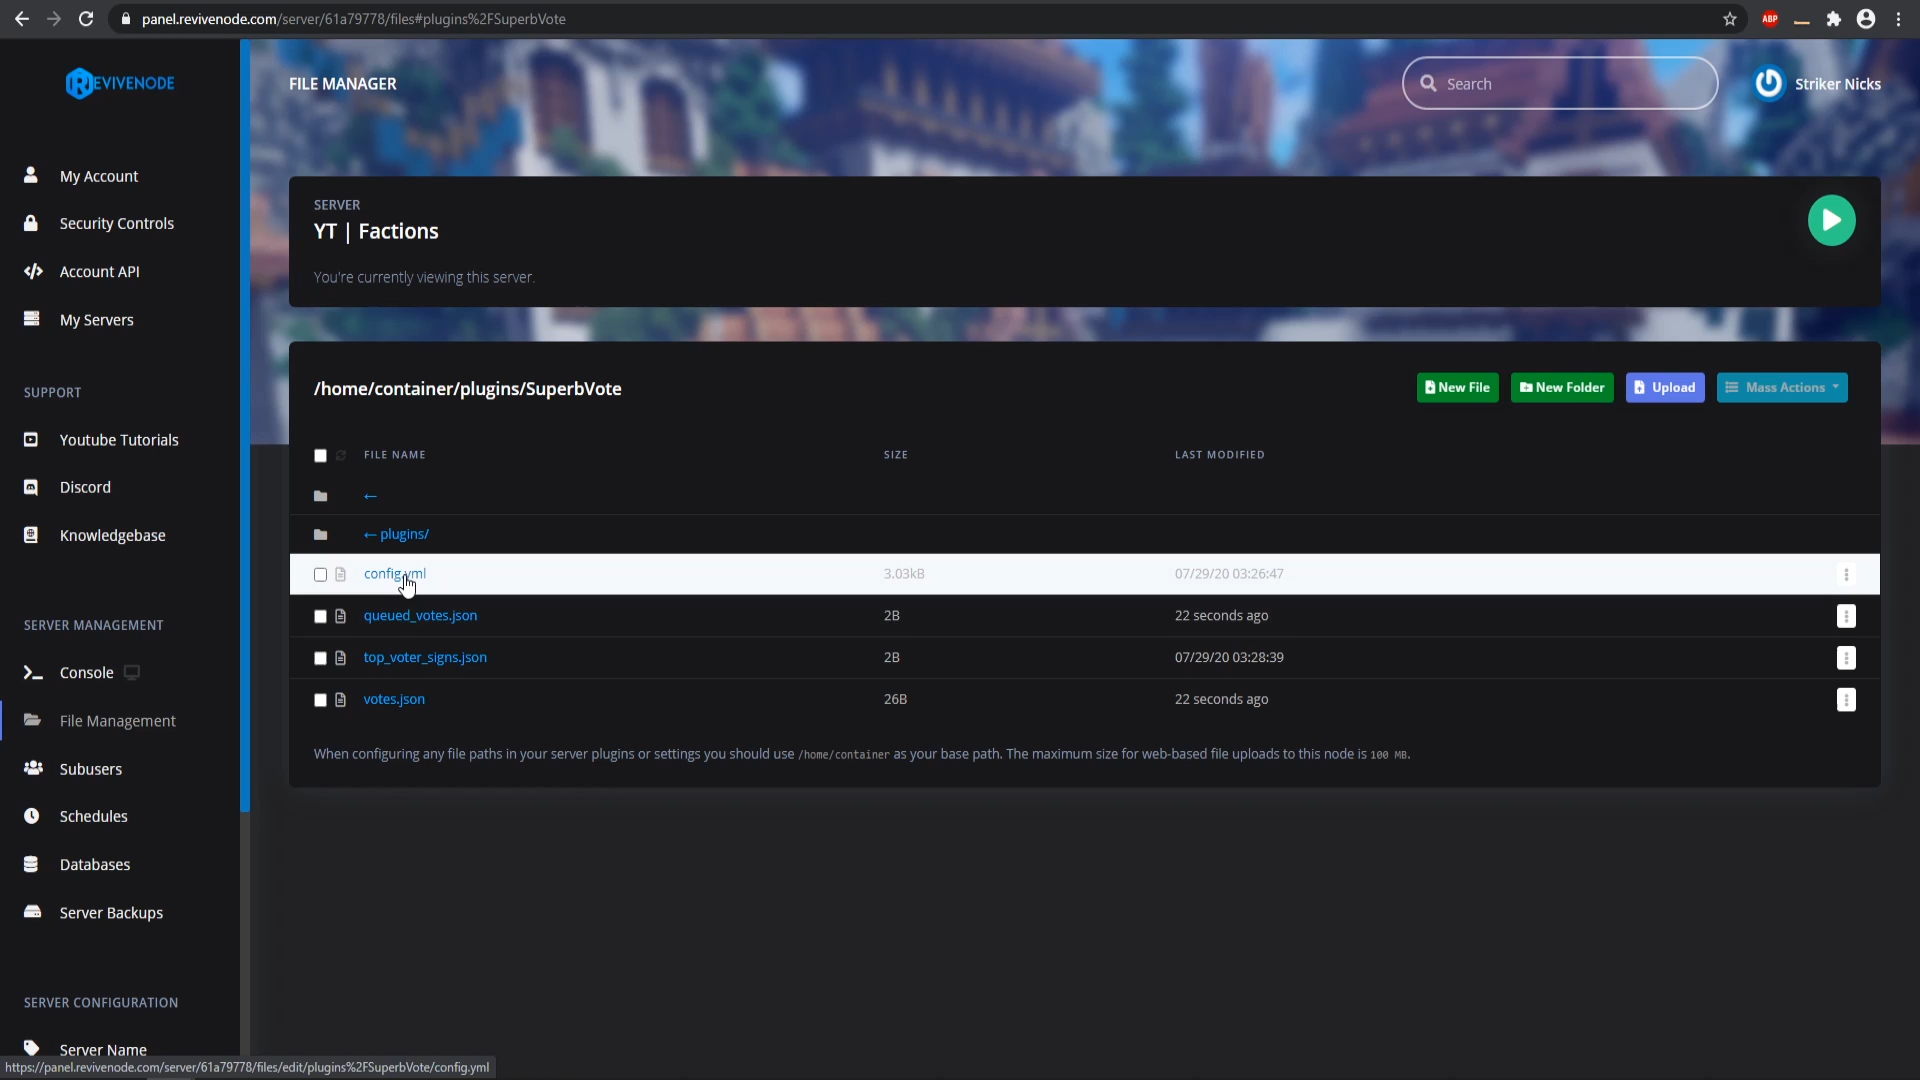 panel.revivenode.com/server/61a79778/files#plugins%2FSuperbVote
ABP
REVIVENODE
FILE MANAGER
Search
Striker Nicks
My Account
Security Controls
Account API
My Servers
SUPPORT
Youtube Tutorials
Discord
Knowledgebase
SERVER MANAGEMENT
Console
File Management
Subusers
Schedules
Databases
Server Backups
SERVER CONFIGURATION
Server Name
SERVER
YT | Factions
You're currently viewing this server.
/home/container/plugins/SuperbVote
New File
New Folder
Upload
Mass Actions
FILE NAME SIZE LAST MODIFIED
←
← plugins/
config.yml 3.03kB 07/29/20 03:26:47
queued_votes.json 2B 22 seconds ago
top_voter_signs.json 2B 07/29/20 03:28:39
votes.json 26B 22 seconds ago
When configuring any file paths in your server plugins or settings you should use /home/container as your base path. The maximum size for web-based file uploads to this node is 100 MB.
https://panel.revivenode.com/server/61a79778/files/edit/plugins%2FSuperbVote/config.yml